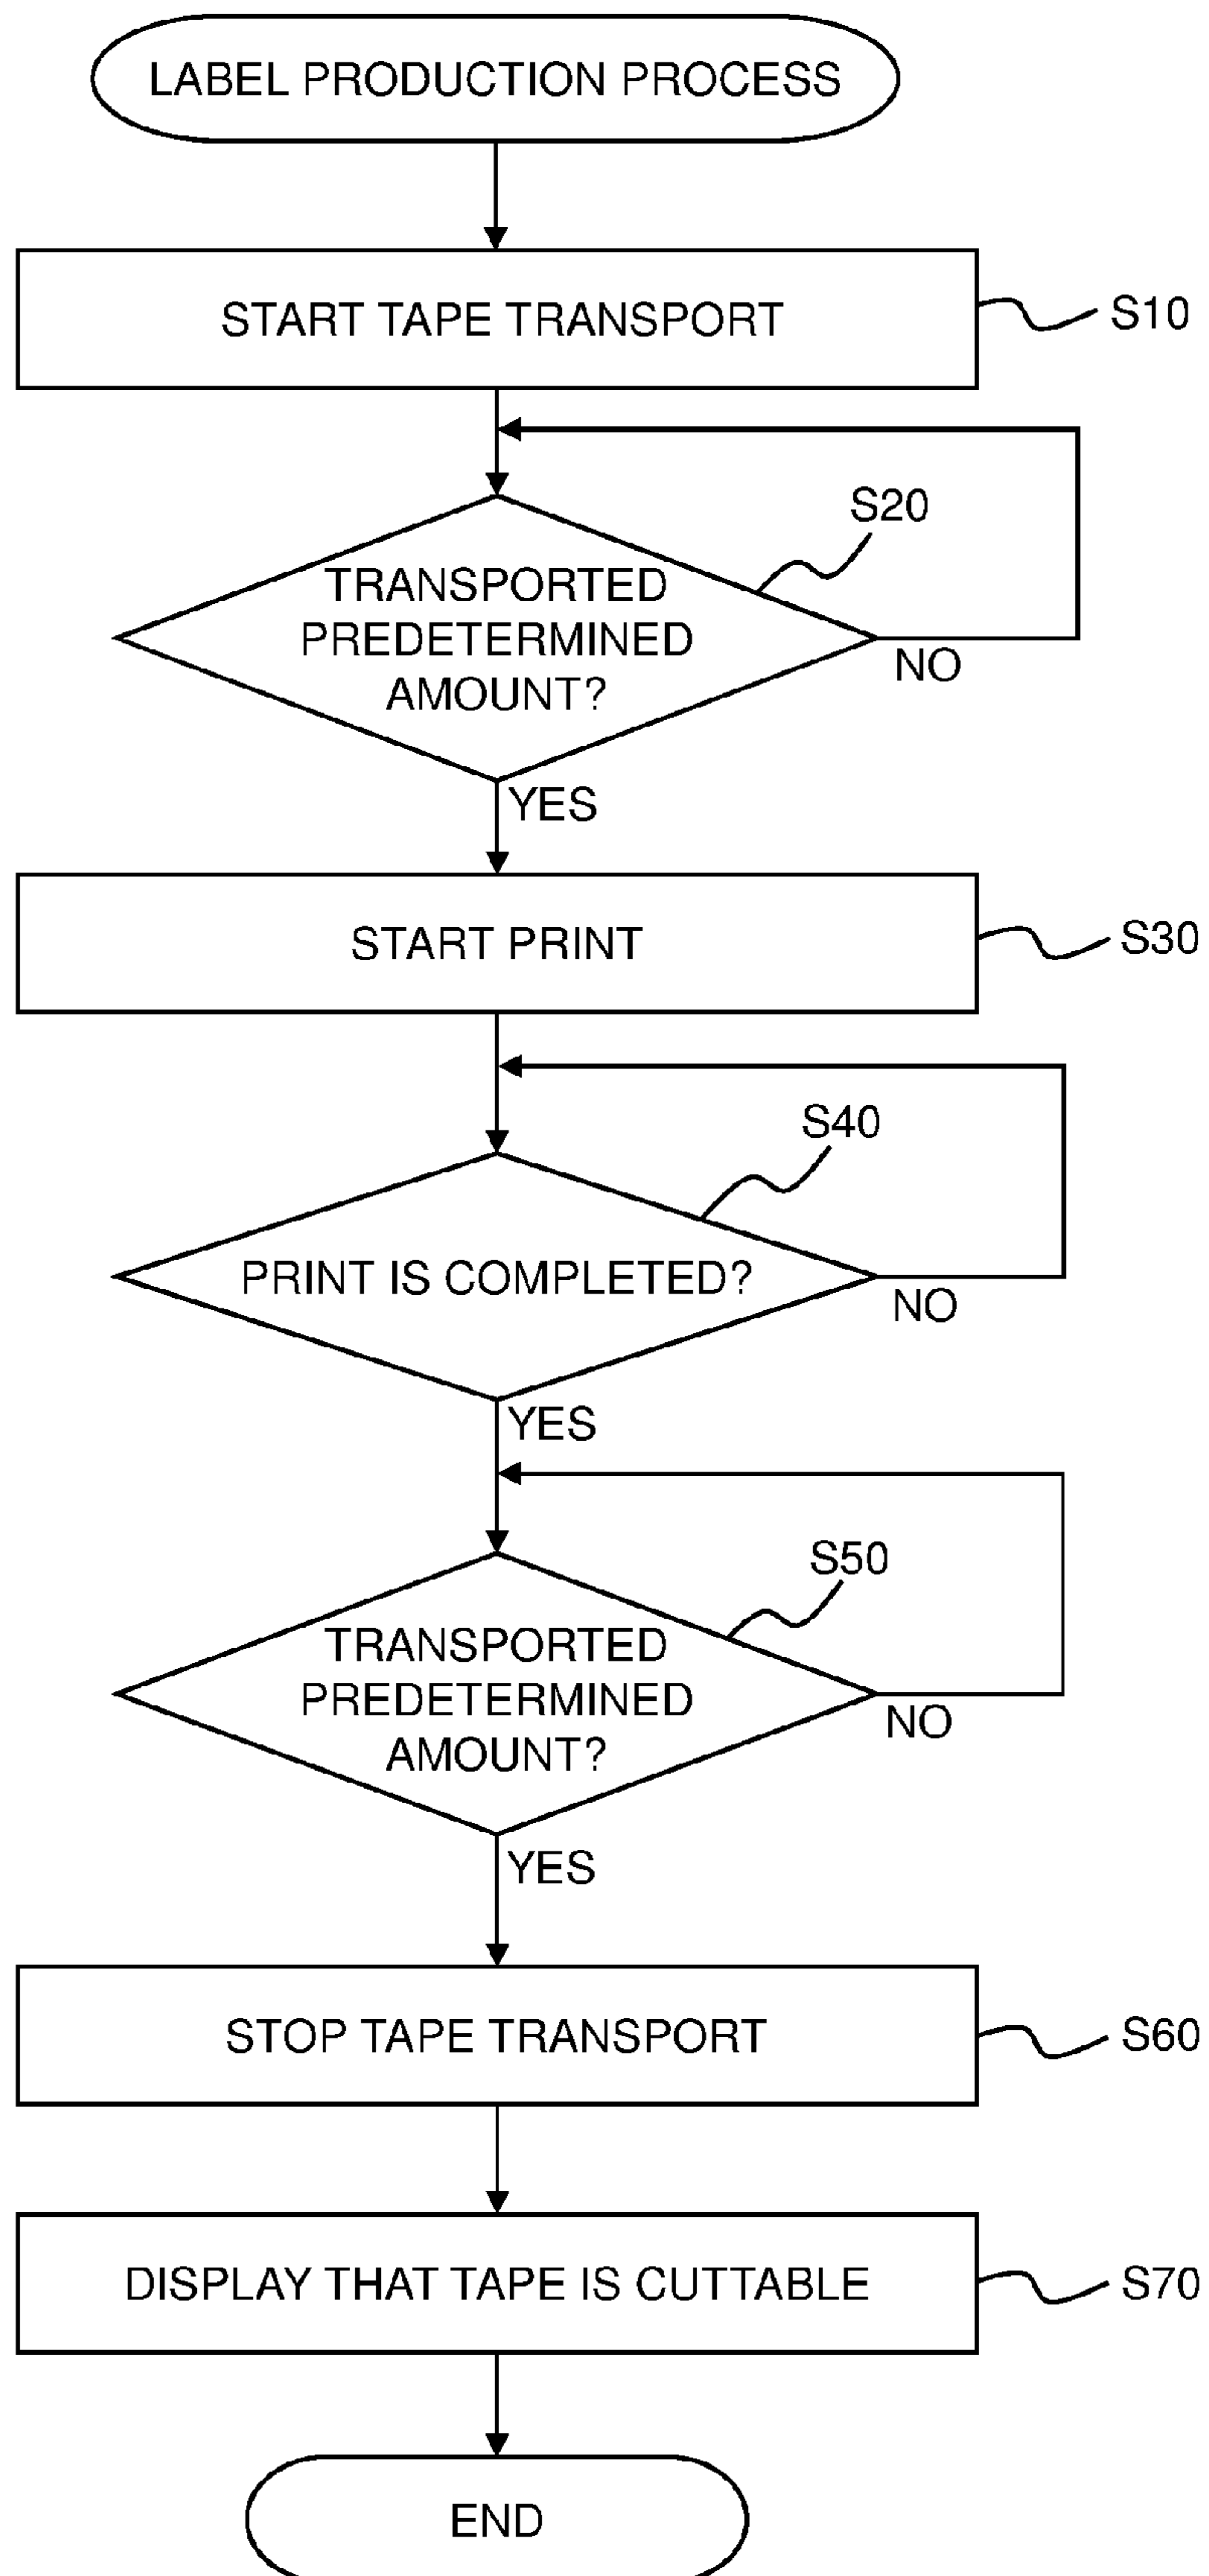 LABEL PRODUCTION PROCESS
START TAPE TRANSPORT
S10
S20
TRANSPORTED
PREDETERMINED
AMOUNT?
NO
YES
START PRINT
S30
S40
PRINT IS COMPLETED?
NO
YES
S50
TRANSPORTED
PREDETERMINED
AMOUNT?
NO
YES
STOP TAPE TRANSPORT
S60
DISPLAY THAT TAPE IS CUTTABLE
S70
END